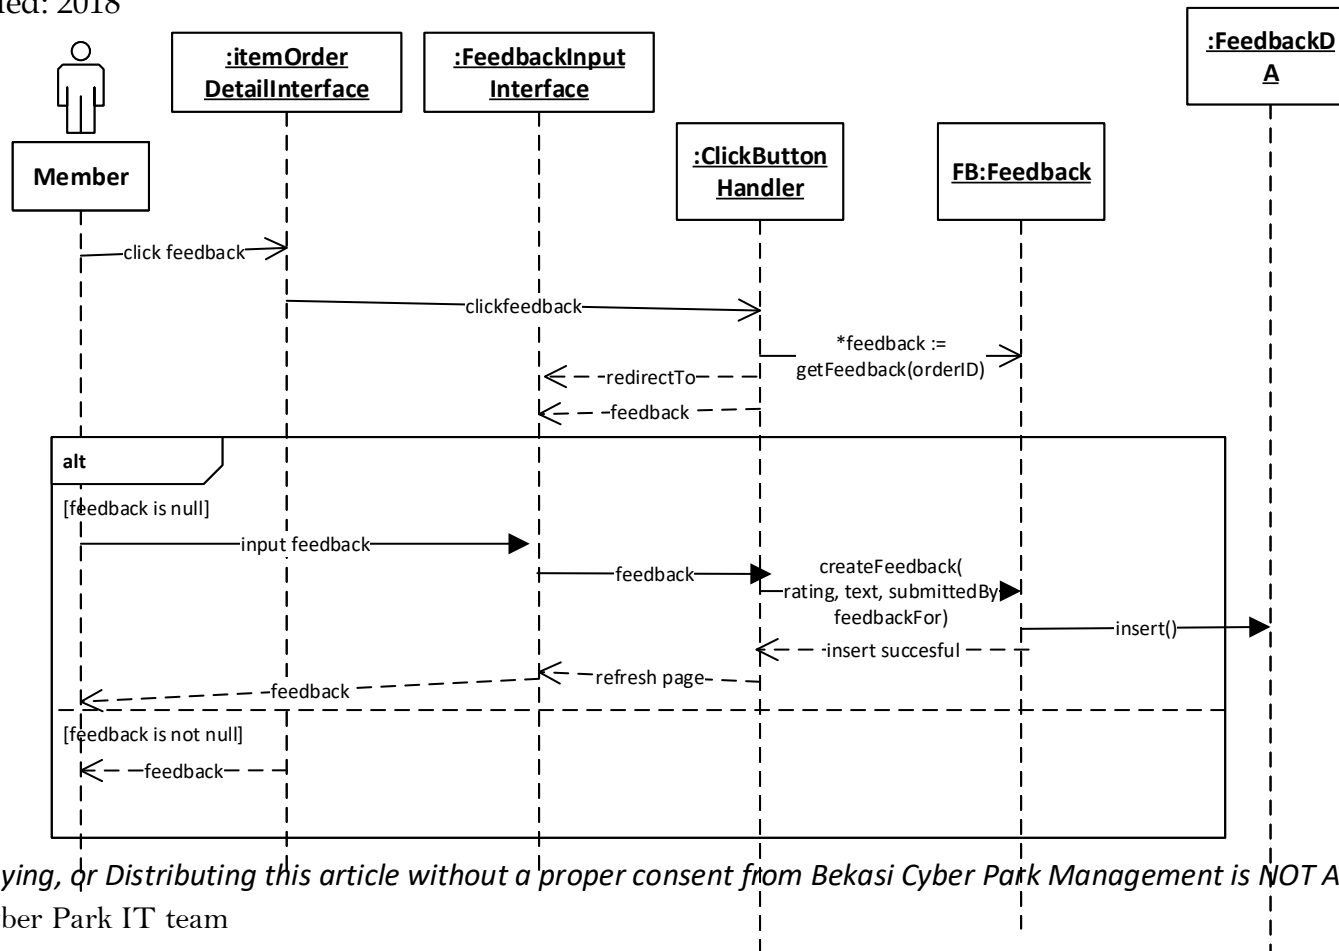 2018
:itemOrder
DetailInterface
:FeedbackInput
Interface
:FeedbackD
A
:ClickButton
Handler
FB:Feedback
Member
click feedback
clickfeedback
*feedback :=
getFeedback(orderID)
redirectTo
feedback
alt
[feedback is null]
input feedback
feedback
createFeedback(
rating, text, submittedBy
feedbackFor)
insert()
insert succesful
refresh page
feedback
[feedback is not null]
feedback
or Distributing this article without a proper consent from Bekasi Cyber Park Management is NOT
Park IT team